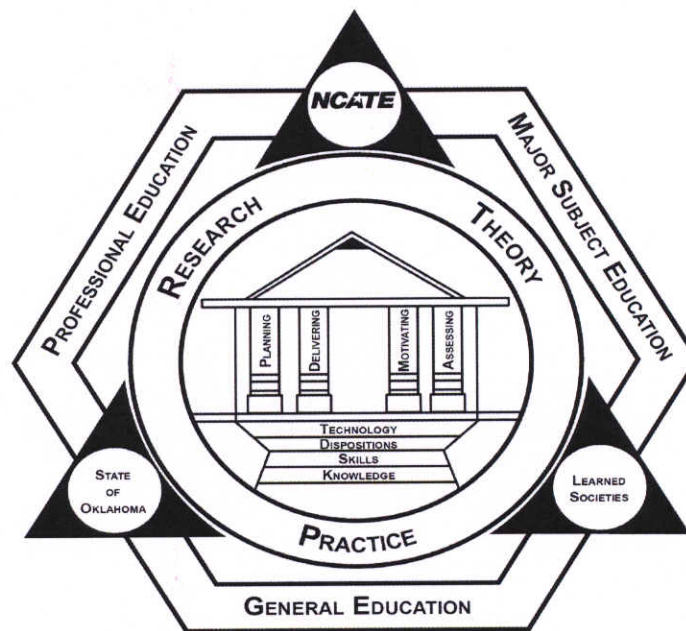 NCATE
PROFESSIONAL EDUCATION
MAJOR SUBJECT EDUCATION
RESEARCH
THEORY
PLANNING
DELIVERING
MOTIVATING
ASSESSING
TECHNOLOGY
DISPOSITIONS
SKILLS
KNOWLEDGE
STATE
OF
OKLAHOMA
LEARNED
SOCIETIES
PRACTICE
GENERAL EDUCATION